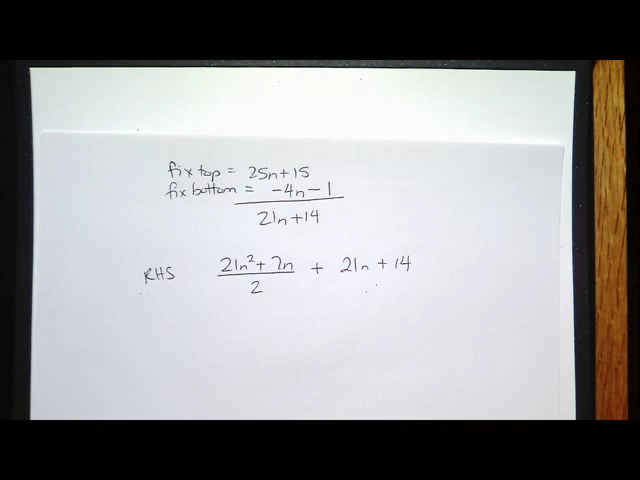 fix top = 25n+15
fix bottom = -4n-1
21n+14
RHS (21n²+7n)/2 + 21n+14